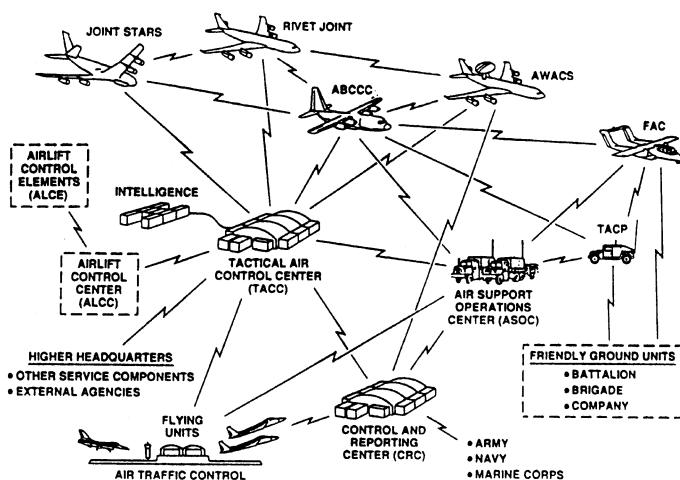 JOINT STARS
RIVET JOINT
AWACS
ABCCC
FAC
AIRLIFT
CONTROL
ELEMENTS
(ALCE)
INTELLIGENCE
TACP
AIRLIFT
CONTROL
CENTER
(ALCC)
TACTICAL AIR
CONTROL CENTER
(TACC)
AIR SUPPORT
OPERATIONS
CENTER (ASOC)
HIGHER HEADQUARTERS
• OTHER SERVICE COMPONENTS
• EXTERNAL AGENCIES
FRIENDLY GROUND UNITS
• BATTALION
• BRIGADE
• COMPANY
FLYING
UNITS
AIR TRAFFIC CONTROL
CONTROL AND
REPORTING
CENTER (CRC)
• ARMY
• NAVY
• MARINE CORPS